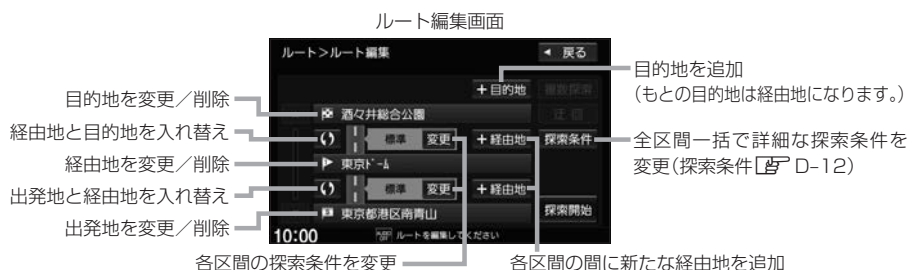 ルート編集画面
ルート>ルート編集
戻る
+目的地
複数探索
酒々井総合公園
迂回
標準
変更
+経由地
探索条件
東京ドーム
標準
変更
+経由地
東京都港区南青山
探索開始
10:00
ルートを編集してください
目的地を変更/削除
経由地と目的地を入れ替え
経由地を変更/削除
出発地と経由地を入れ替え
出発地を変更/削除
目的地を追加
(もとの目的地は経由地になります。)
全区間一括で詳細な探索条件を
変更(探索条件 D-12)
各区間の探索条件を変更
各区間の間に新たな経由地を追加